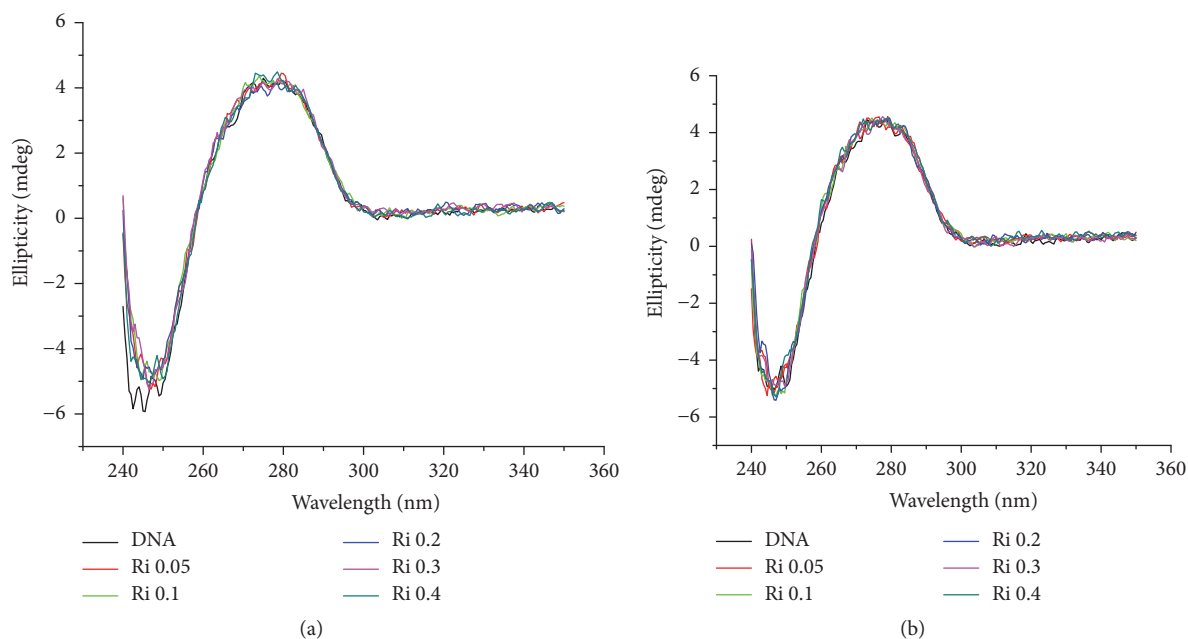 6
4
2
0
−2
−4
−6
Ellipticity (mdeg)
240 260 280 300 320 340 360
Wavelength (nm)
DNA Ri 0.2
Ri 0.05 Ri 0.3
Ri 0.1 Ri 0.4
(a)
6
4
2
0
−2
−4
−6
Ellipticity (mdeg)
240 260 280 300 320 340 360
Wavelength (nm)
DNA Ri 0.2
Ri 0.05 Ri 0.3
Ri 0.1 Ri 0.4
(b)